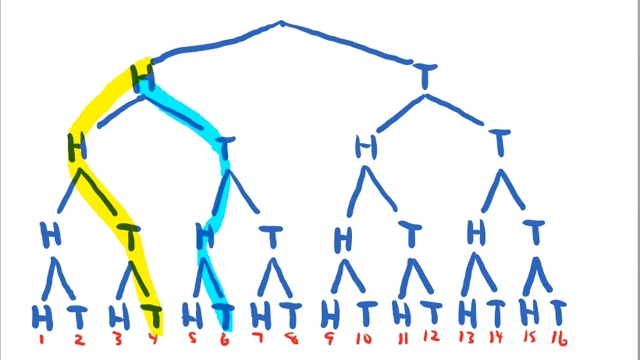 H T
H T H T
H T H T H T H T
H T H T H T H T H T H T H T H T
1 2 3 4 5 6 7 8 9 10 11 12 13 14 15 16